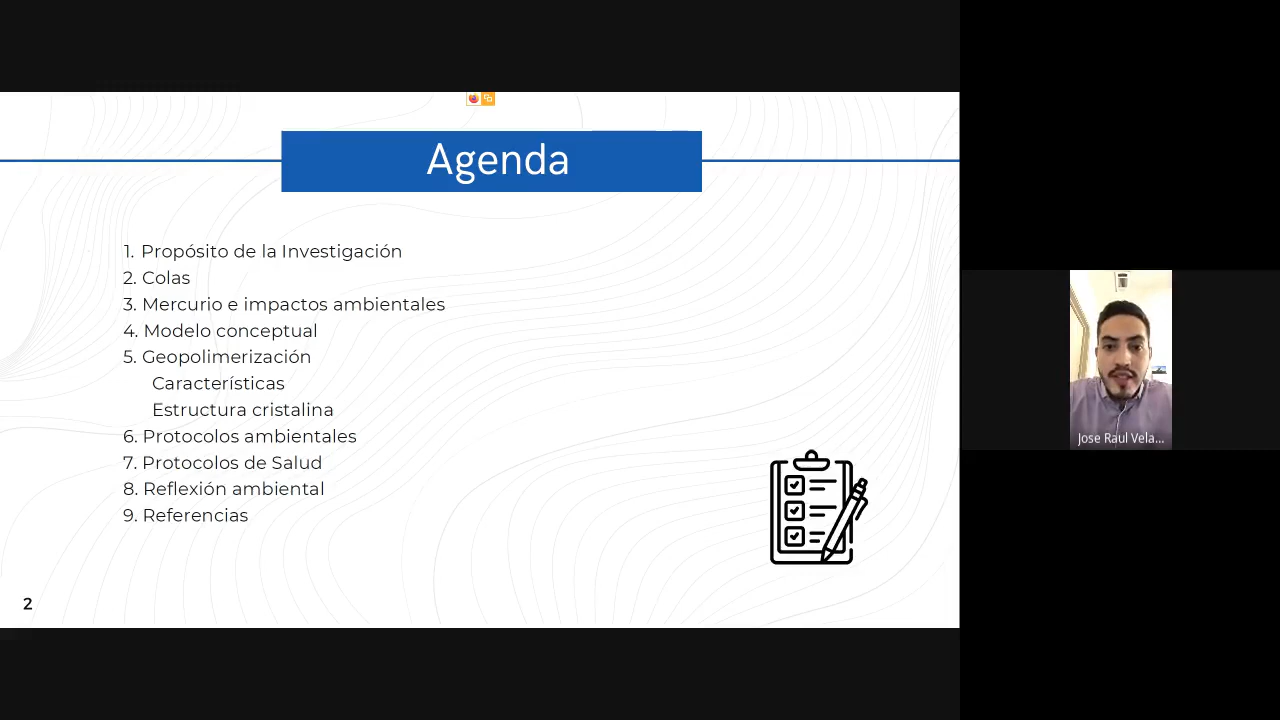 Agenda
1. Propósito de la Investigación
2. Colas
3. Mercurio e impactos ambientales
4. Modelo conceptual
5. Geopolimerización
Características
Estructura cristalina
6. Protocolos ambientales
7. Protocolos de Salud
8. Reflexión ambiental
9. Referencias
2
Jose Raul Vela...